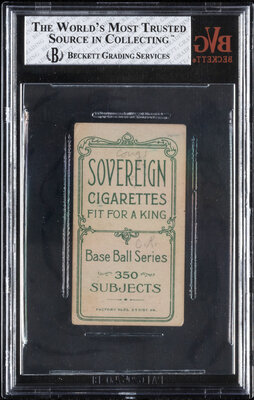 THE WORLD'S MOST TRUSTED
SOURCE IN COLLECTING™
BECKETT GRADING SERVICES
BVG
BECKETT
SOVEREIGN
CIGARETTES
FIT FOR A KING
Base Ball Series
350
SUBJECTS